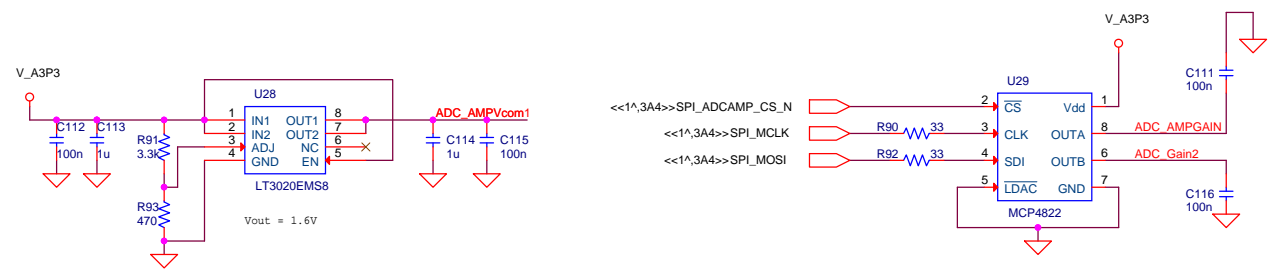 V_A3P3
C112
100n
C113
1u
R91
3.3k
R93
470
U28
1
IN1
2
IN2
3
ADJ
4
GND
OUT1
8
OUT2
7
NC
6
EN
5
LT3020EMS8
Vout = 1.6V
ADC_AMPVcom1
C114
1u
C115
100n
<<1^,3A4>>SPI_ADCAMP_CS_N
<<1^,3A4>>SPI_MCLK
<<1^,3A4>>SPI_MOSI
R90
33
R92
33
U29
2
CS
3
CLK
4
SDI
5
LDAC
Vdd
1
OUTA
8
OUTB
6
GND
7
MCP4822
V_A3P3
C111
100n
ADC_AMPGAIN
ADC_Gain2
C116
100n